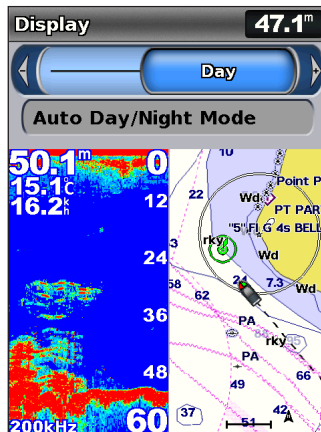 Display 47.1m
Day
Auto Day/Night Mode
50.1m 0
15.1°C
16.2kh
12
24
36
48
60
200kHz
10
22
Point P
Wd
PT PAR
"5" Fl G 4s BELL
rky
Wd
3
24
7.3
58
62
Wd
PA
rky
95
PA
66
49
37
42
51